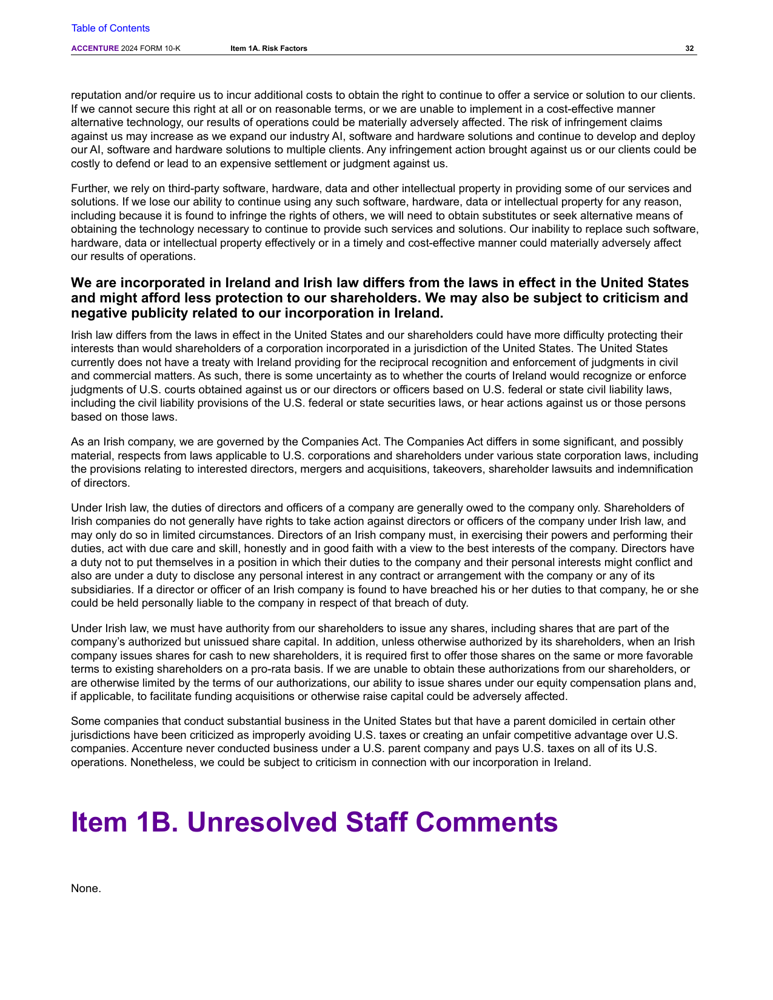 Table of Contents
ACCENTURE 2024 FORM 10-K Item 1A. Risk Factors 32
reputation and/or require us to incur additional costs to obtain the right to continue to offer a service or solution to our clients.
If we cannot secure this right at all or on reasonable terms, or we are unable to implement in a cost-effective manner
alternative technology, our results of operations could be materially adversely affected. The risk of infringement claims
against us may increase as we expand our industry AI, software and hardware solutions and continue to develop and deploy
our AI, software and hardware solutions to multiple clients. Any infringement action brought against us or our clients could be
costly to defend or lead to an expensive settlement or judgment against us.
Further, we rely on third-party software, hardware, data and other intellectual property in providing some of our services and
solutions. If we lose our ability to continue using any such software, hardware, data or intellectual property for any reason,
including because it is found to infringe the rights of others, we will need to obtain substitutes or seek alternative means of
obtaining the technology necessary to continue to provide such services and solutions. Our inability to replace such software,
hardware, data or intellectual property effectively or in a timely and cost-effective manner could materially adversely affect
our results of operations.
We are incorporated in Ireland and Irish law differs from the laws in effect in the United States
and might afford less protection to our shareholders. We may also be subject to criticism and
negative publicity related to our incorporation in Ireland.
Irish law differs from the laws in effect in the United States and our shareholders could have more difficulty protecting their
interests than would shareholders of a corporation incorporated in a jurisdiction of the United States. The United States
currently does not have a treaty with Ireland providing for the reciprocal recognition and enforcement of judgments in civil
and commercial matters. As such, there is some uncertainty as to whether the courts of Ireland would recognize or enforce
judgments of U.S. courts obtained against us or our directors or officers based on U.S. federal or state civil liability laws,
including the civil liability provisions of the U.S. federal or state securities laws, or hear actions against us or those persons
based on those laws.
As an Irish company, we are governed by the Companies Act. The Companies Act differs in some significant, and possibly
material, respects from laws applicable to U.S. corporations and shareholders under various state corporation laws, including
the provisions relating to interested directors, mergers and acquisitions, takeovers, shareholder lawsuits and indemnification
of directors.
Under Irish law, the duties of directors and officers of a company are generally owed to the company only. Shareholders of
Irish companies do not generally have rights to take action against directors or officers of the company under Irish law, and
may only do so in limited circumstances. Directors of an Irish company must, in exercising their powers and performing their
duties, act with due care and skill, honestly and in good faith with a view to the best interests of the company. Directors have
a duty not to put themselves in a position in which their duties to the company and their personal interests might conflict and
also are under a duty to disclose any personal interest in any contract or arrangement with the company or any of its
subsidiaries. If a director or officer of an Irish company is found to have breached his or her duties to that company, he or she
could be held personally liable to the company in respect of that breach of duty.
Under Irish law, we must have authority from our shareholders to issue any shares, including shares that are part of the
company’s authorized but unissued share capital. In addition, unless otherwise authorized by its shareholders, when an Irish
company issues shares for cash to new shareholders, it is required first to offer those shares on the same or more favorable
terms to existing shareholders on a pro-rata basis. If we are unable to obtain these authorizations from our shareholders, or
are otherwise limited by the terms of our authorizations, our ability to issue shares under our equity compensation plans and,
if applicable, to facilitate funding acquisitions or otherwise raise capital could be adversely affected.
Some companies that conduct substantial business in the United States but that have a parent domiciled in certain other
jurisdictions have been criticized as improperly avoiding U.S. taxes or creating an unfair competitive advantage over U.S.
companies. Accenture never conducted business under a U.S. parent company and pays U.S. taxes on all of its U.S.
operations. Nonetheless, we could be subject to criticism in connection with our incorporation in Ireland.
Item 1B. Unresolved Staff Comments
None.